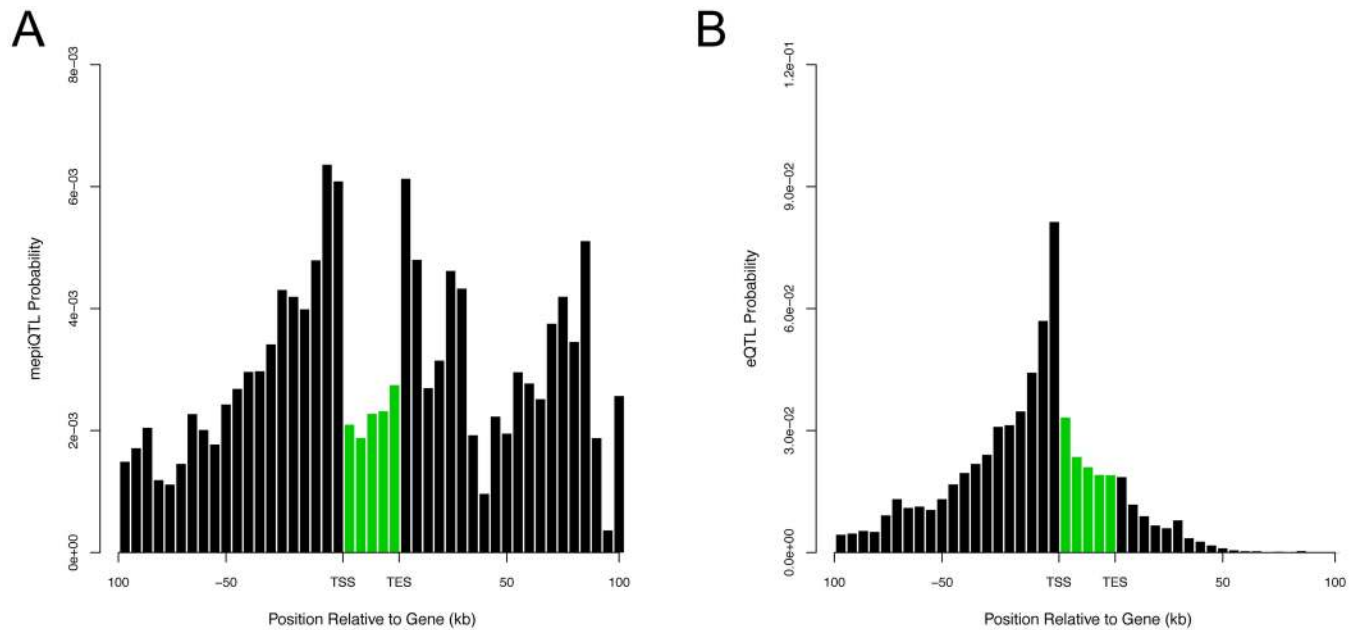 A
mepiQTL Probability
8e−03
6e−03
4e−03
2e−03
0e+00
100
−50
TSS
TES
50
100
Position Relative to Gene (kb)
B
eQTL Probability
1.2e−01
9.0e−02
6.0e−02
3.0e−02
0.0e+00
100
−50
TSS
TES
50
100
Position Relative to Gene (kb)